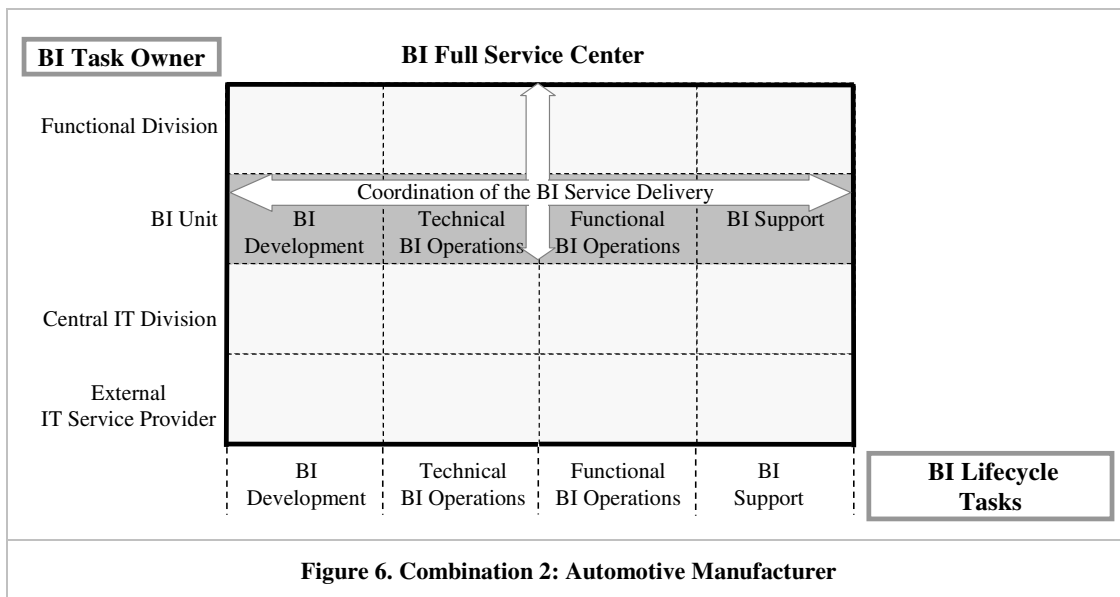 BI Task Owner
BI Full Service Center
Functional Division
Coordination of the BI Service Delivery
BI Unit
BI
Development
Technical
BI Operations
Functional
BI Operations
BI Support
Central IT Division
External
IT Service Provider
BI
Development
Technical
BI Operations
Functional
BI Operations
BI
Support
BI Lifecycle
Tasks
Figure 6. Combination 2: Automotive Manufacturer